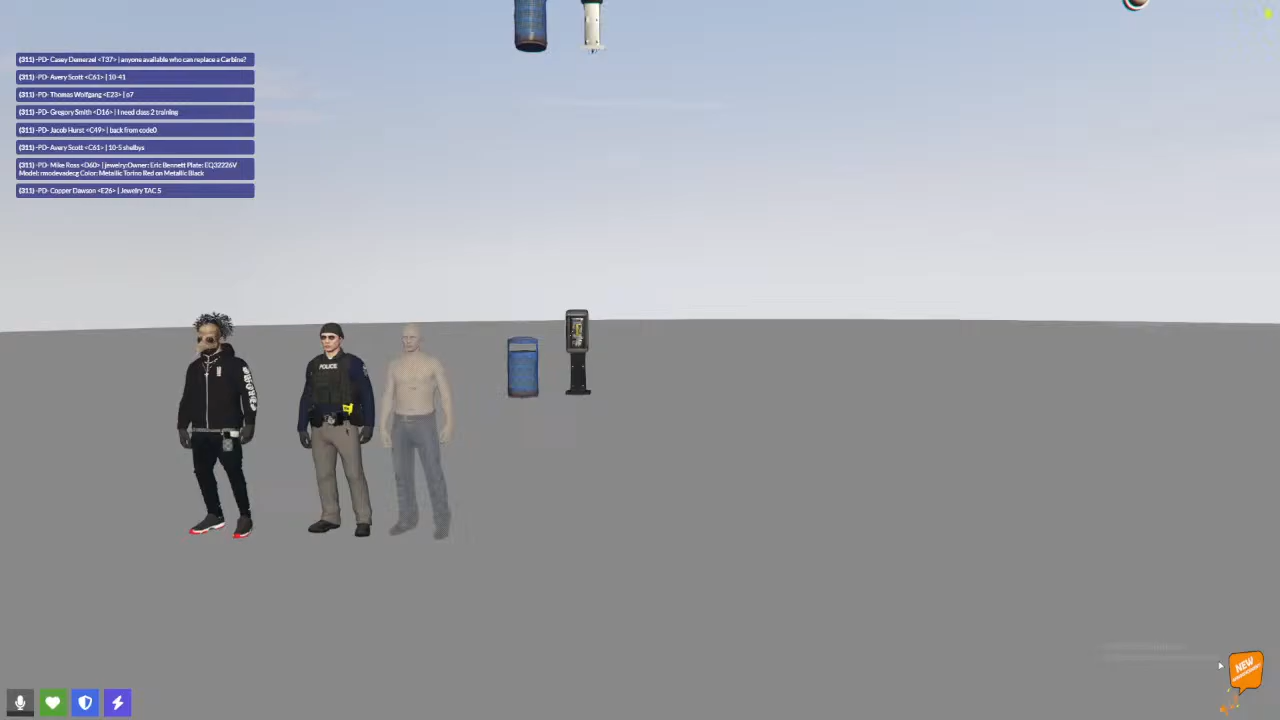 (311) -PD- Casey Demerzel <T37> | anyone available who can replace a Carbine?
(311) -PD- Avery Scott <C61> | 10-41
(311) -PD- Thomas Wolfgang <E23> | o7
(311) -PD- Gregory Smith <D16> | I need class 2 training
(311) -PD- Jacob Hurst <C49> | back from code0
(311) -PD- Avery Scott <C61> | 10-5 shelbys
(311) -PD- Mike Ross <D60> | jewelry:Owner: Eric Bennett Plate: EQ32226V
Model: rmodevadecg Color: Metallic Torino Red on Metallic Black
(311) -PD- Copper Dawson <E26> | Jewelry TAC 5
POLICE
NEW